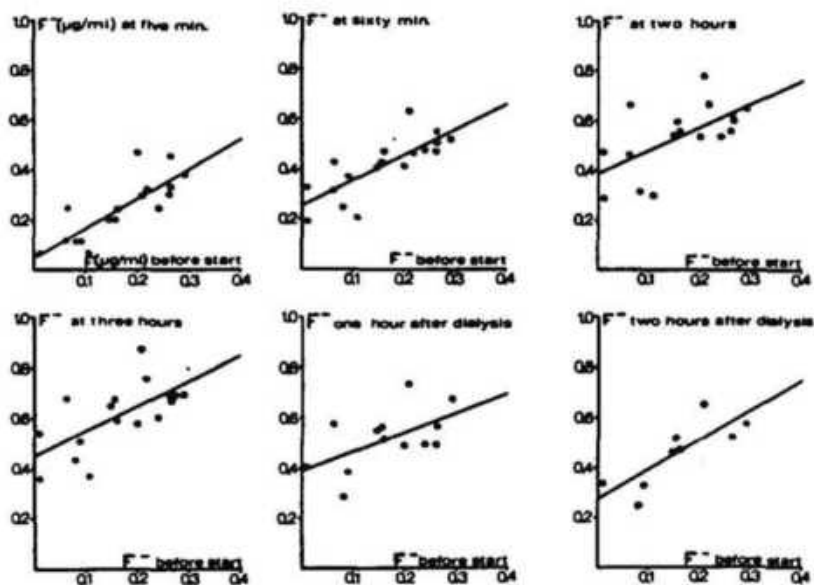 1.0
F⁻(µg/ml) at five min.
0.8
0.6
0.4
0.2
F⁻(µg/ml) before start
0.1 0.2 0.3 0.4
1.0
F⁻ at sixty min.
0.8
0.6
0.4
0.2
F⁻ before start
0.1 0.2 0.3 0.4
1.0
F⁻ at two hours
0.8
0.6
0.4
0.2
F⁻ before start
0.1 0.2 0.3 0.4
1.0
F⁻ at three hours
0.8
0.6
0.4
0.2
F⁻ before start
0.1 0.2 0.3 0.4
1.0
F⁻ one hour after dialysis
0.8
0.6
0.4
0.2
F⁻ before start
0.1 0.2 0.3 0.4
1.0
F⁻ two hours after dialysis
0.8
0.6
0.4
0.2
F⁻ before start
0.1 0.2 0.3 0.4